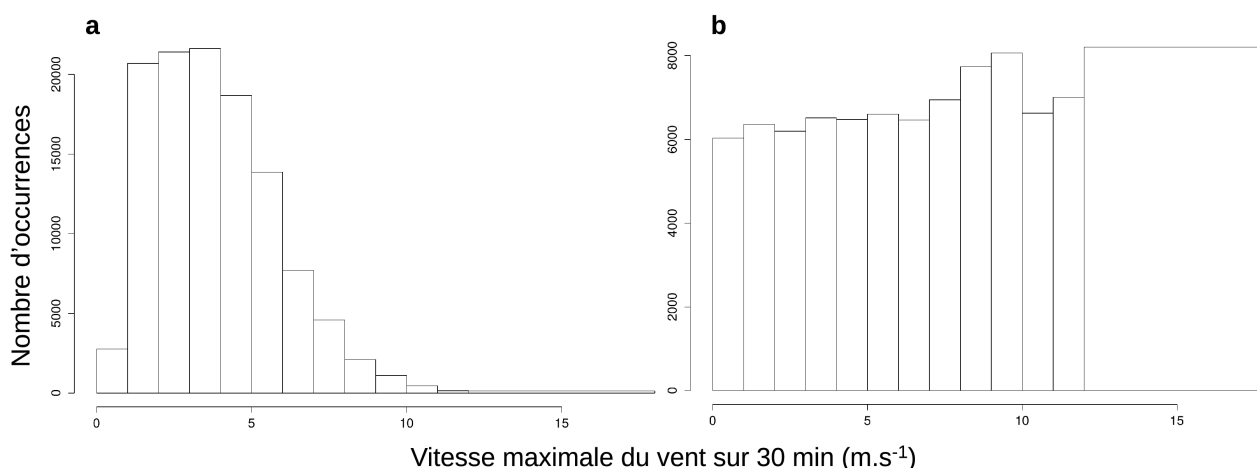 a
b
Nombre d'occurrences
20000
15000
10000
5000
0
0 5 10 15
8000
6000
4000
2000
0
0 5 10 15
Vitesse maximale du vent sur 30 min (m.s-1)